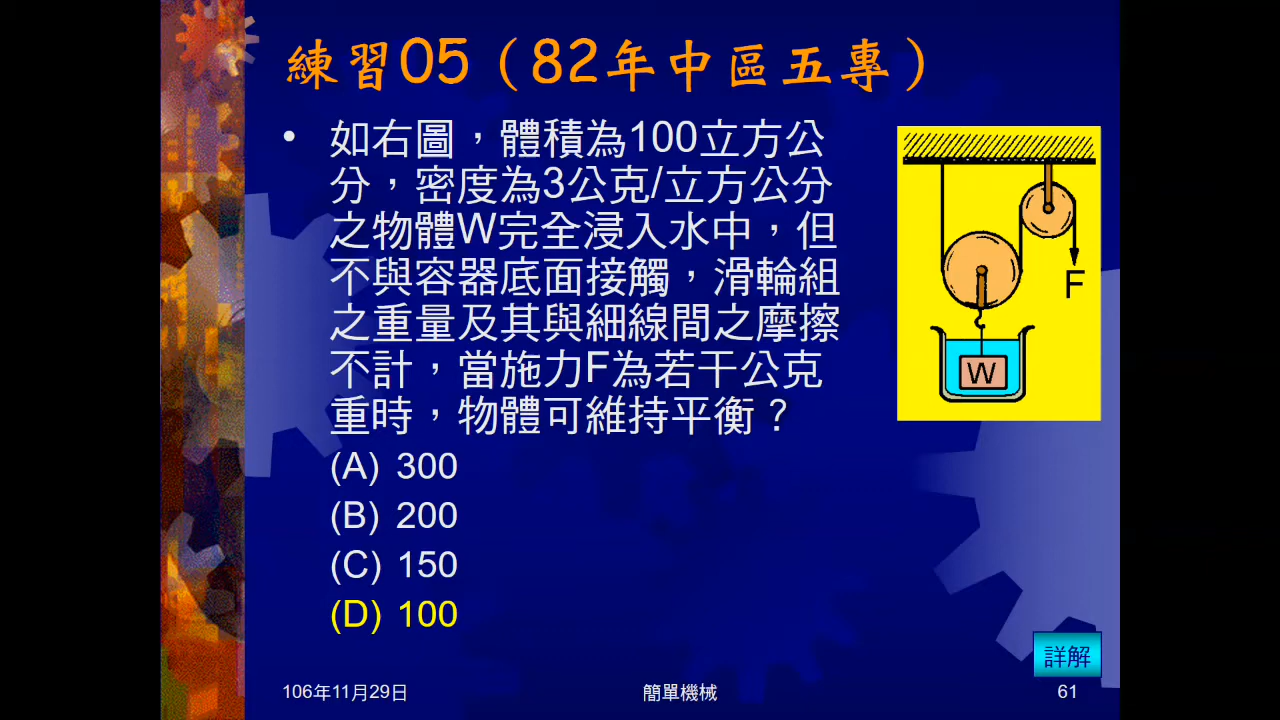 練習05（82年中區五專）
• 如右圖，體積為100立方公
分，密度為3公克/立方公分
之物體W完全浸入水中，但
不與容器底面接觸，滑輪組
之重量及其與細線間之摩擦
不計，當施力F為若干公克
重時，物體可維持平衡？
(A) 300
(B) 200
(C) 150
(D) 100
F
W
詳解
106年11月29日
簡單機械
61